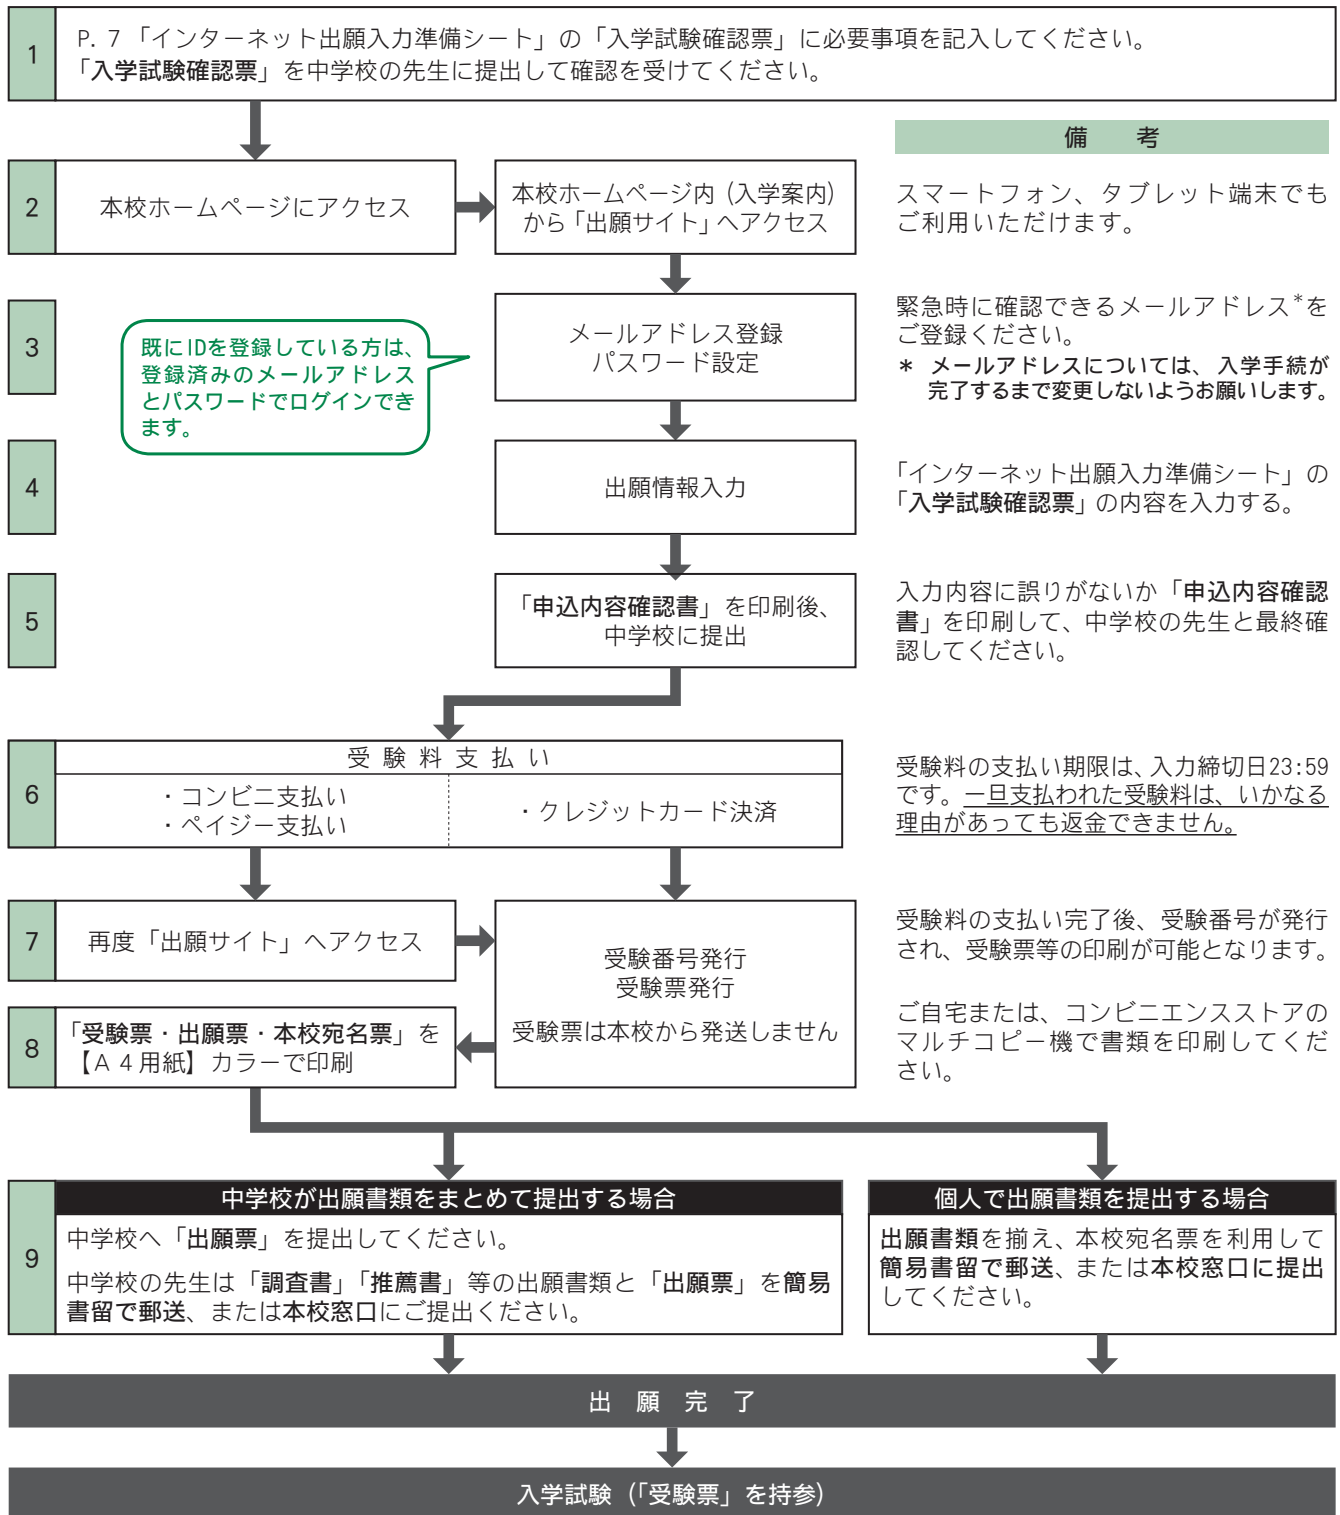 1
P. 7「インターネット出願入力準備シート」の「入学試験確認票」に必要事項を記入してください。
「入学試験確認票」を中学校の先生に提出して確認を受けてください。
備　考
2
本校ホームページにアクセス
本校ホームページ内（入学案内）
から「出願サイト」へアクセス
スマートフォン、タブレット端末でも
ご利用いただけます。
3
既にIDを登録している方は、
登録済みのメールアドレス
とパスワードでログインでき
ます。
メールアドレス登録
パスワード設定
緊急時に確認できるメールアドレス*を
ご登録ください。
* メールアドレスについては、入学手続が
完了するまで変更しないようお願いします。
4
出願情報入力
「インターネット出願入力準備シート」の
「入学試験確認票」の内容を入力する。
5
「申込内容確認書」を印刷後、
中学校に提出
入力内容に誤りがないか「申込内容確認
書」を印刷して、中学校の先生と最終確
認してください。
6
受 験 料 支 払 い
・コンビニ支払い
・ペイジー支払い
・クレジットカード決済
受験料の支払い期限は、入力締切日23:59
です。一旦支払われた受験料は、いかなる
理由があっても返金できません。
7
再度「出願サイト」へアクセス
受験番号発行
受験票発行
受験票は本校から発送しません
受験料の支払い完了後、受験番号が発行
され、受験票等の印刷が可能となります。
8
「受験票・出願票・本校宛名票」を
【A４用紙】カラーで印刷
ご自宅または、コンビニエンスストアの
マルチコピー機で書類を印刷してくだ
さい。
9
中学校が出願書類をまとめて提出する場合
中学校へ「出願票」を提出してください。
中学校の先生は「調査書」「推薦書」等の出願書類と「出願票」を簡易
書留で郵送、または本校窓口にご提出ください。
個人で出願書類を提出する場合
出願書類を揃え、本校宛名票を利用して
簡易書留で郵送、または本校窓口に提出
してください。
出　願　完　了
入学試験（「受験票」を持参）